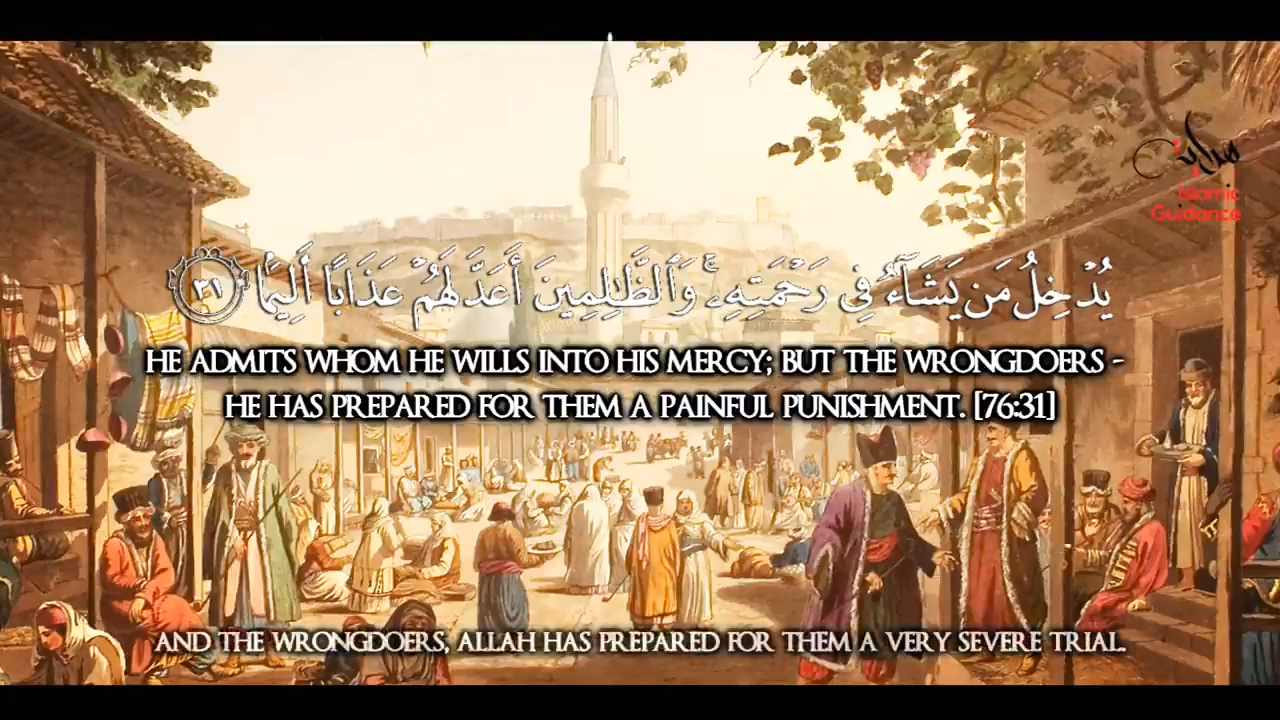 هداية
Islamic
Guidance
يُدْخِلُ مَن يَشَآءُ فِى رَحْمَتِهِۦ ۚ وَٱلظَّٰلِمِينَ أَعَدَّ لَهُمْ عَذَابًا أَلِيمًۢا ٣١
HE ADMITS WHOM HE WILLS INTO HIS MERCY; BUT THE WRONGDOERS -
HE HAS PREPARED FOR THEM A PAINFUL PUNISHMENT. [76:31]
AND THE WRONGDOERS, ALLAH HAS PREPARED FOR THEM A VERY SEVERE TRIAL.